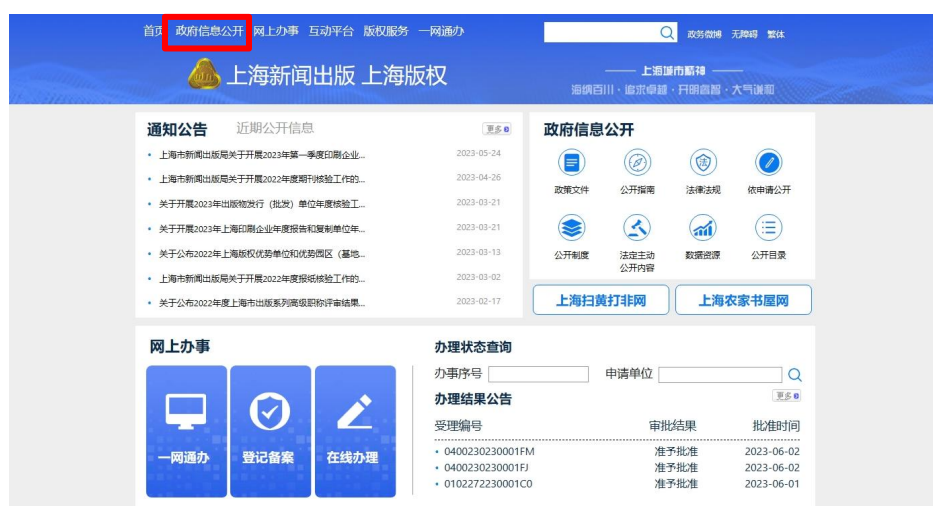 首页 政府信息公开 网上办事 互动平台 版权服务 一网通办
政务微博 无障碍 繁体
上海新闻出版 上海版权
上海城市精神
海纳百川 · 追求卓越 · 开明睿智 · 大气谦和
通知公告 近期公开信息 更多
上海市新闻出版局关于开展2023年第一季度印刷企业... 2023-05-24
上海市新闻出版局关于开展2022年度期刊核验工作的... 2023-04-26
关于开展2023年出版物发行（批发）单位年度核验工... 2023-03-21
关于开展2023年上海印刷企业年度报告和复制单位年... 2023-03-21
关于公布2022年上海版权优势单位和优势园区（基地... 2023-03-13
上海市新闻出版局关于开展2022年度报纸核验工作的... 2023-03-02
关于公布2022年度上海市出版系列高级职称评审结果... 2023-02-17
政府信息公开
法
政策文件 公开指南 法律法规 依申请公开
公开制度 法定主动 数据资源 公开目录
公开内容
上海扫黄打非网 上海农家书屋网
网上办事
一网通办 登记备案 在线办理
办理状态查询
办事序号 申请单位
办理结果公告 更多
受理编号 审批结果 批准时间
0400230230001FM 准予批准 2023-06-02
0400230230001FJ 准予批准 2023-06-02
0102272230001C0 准予批准 2023-06-01